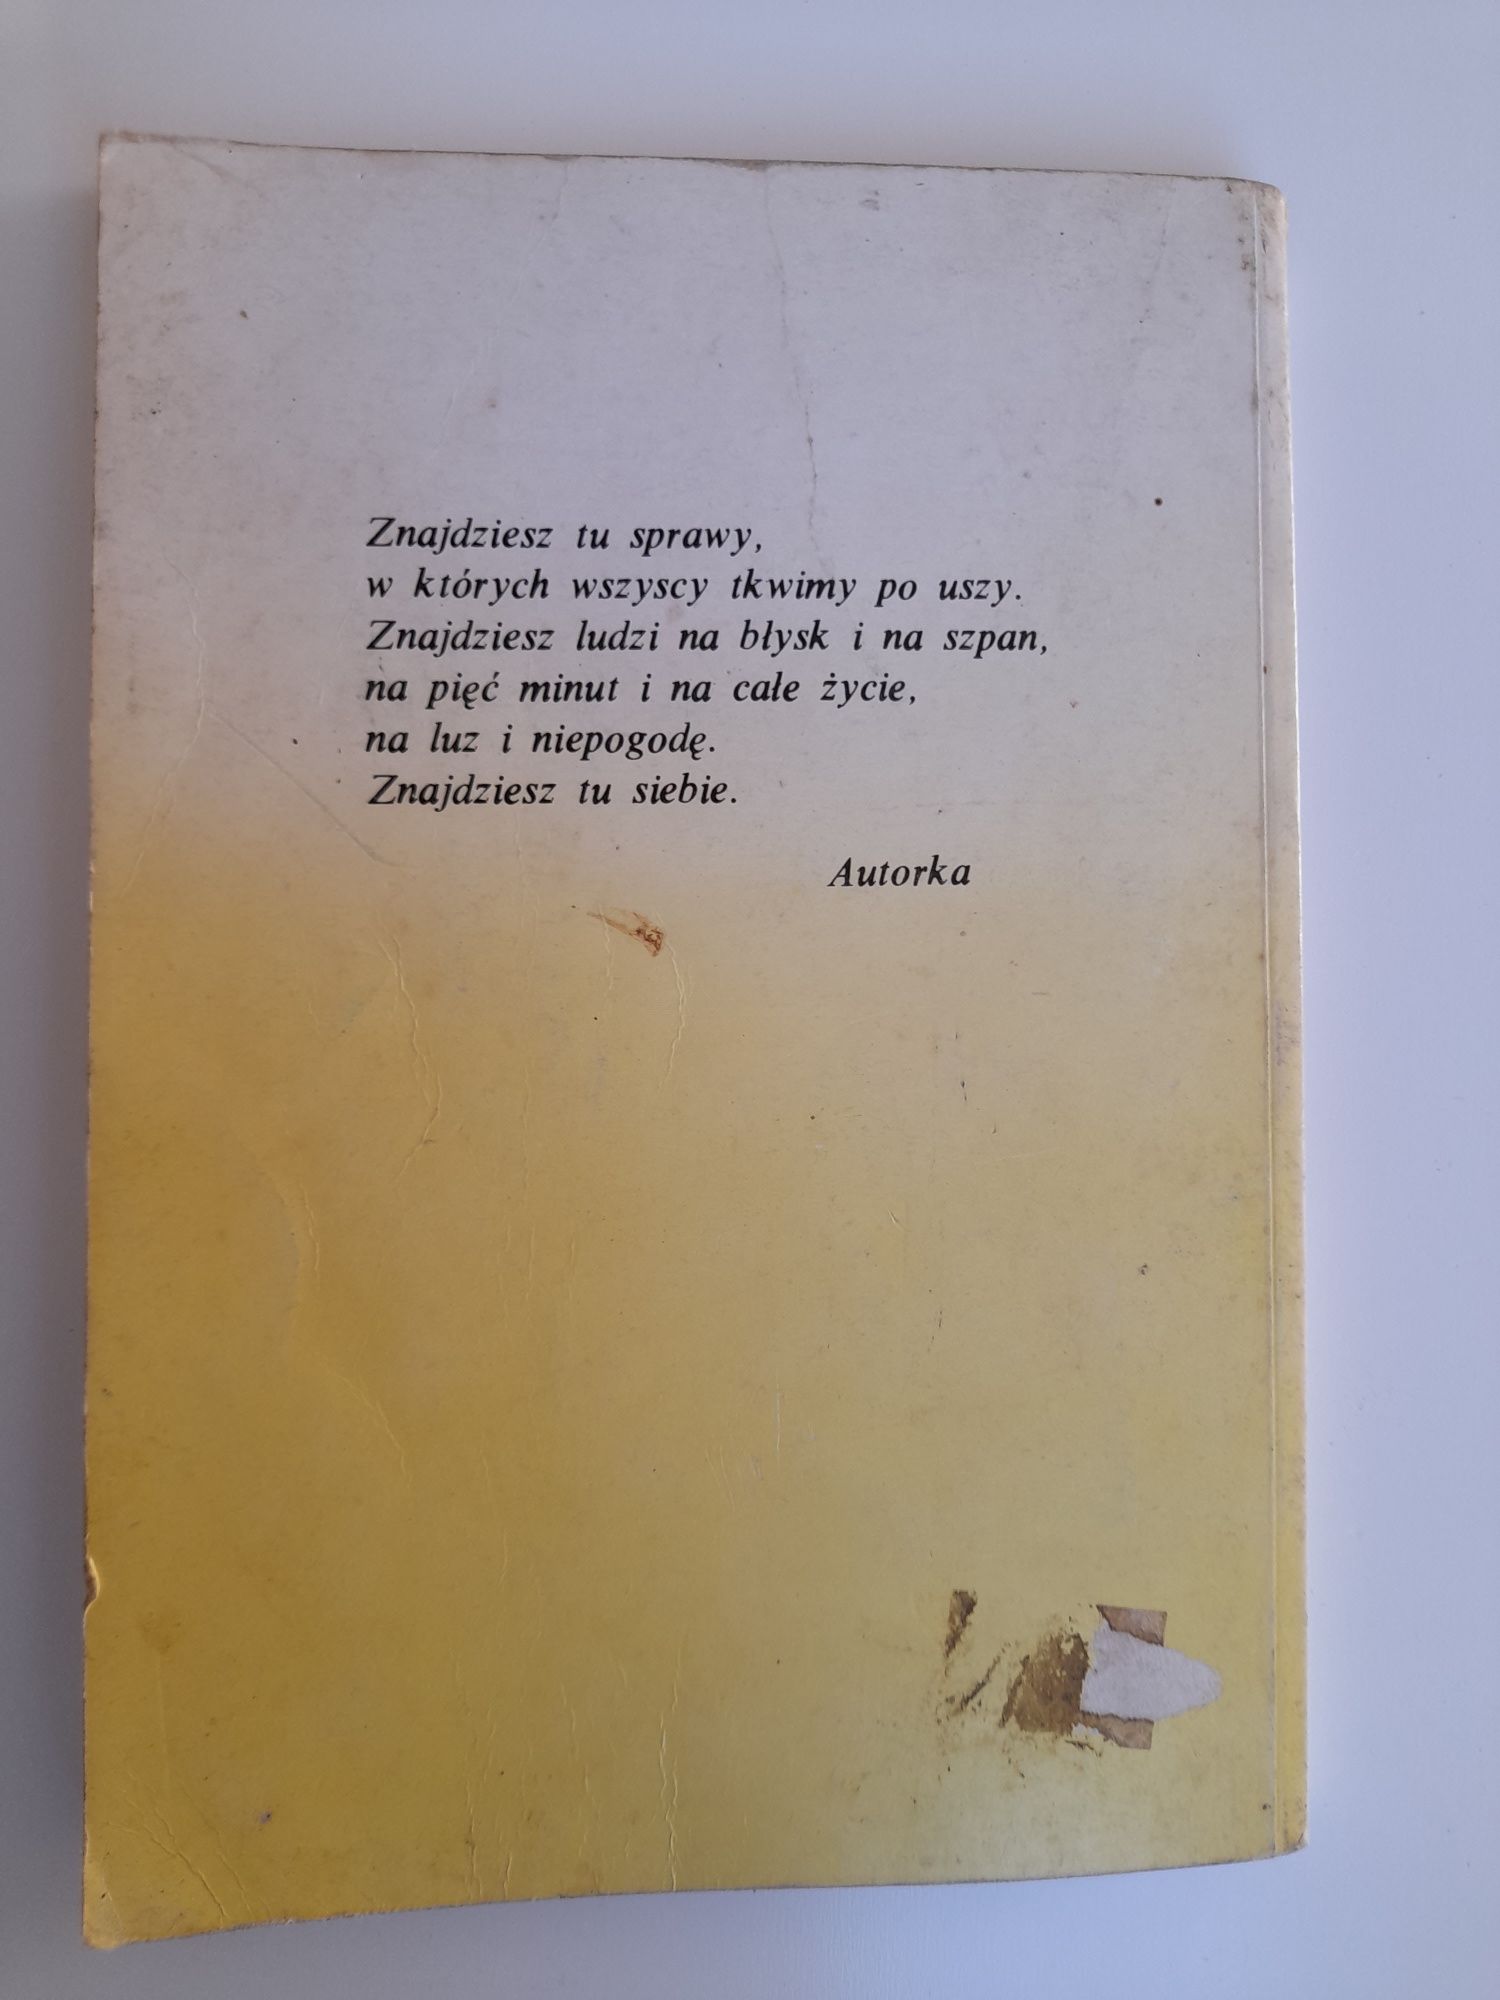 Znajdziesz tu sprawy,
w których wszyscy tkwimy po uszy.
Znajdziesz ludzi na błysk i na szpan,
na pięć minut i na całe życie,
na luz i niepogodę.
Znajdziesz tu siebie.
Autorka